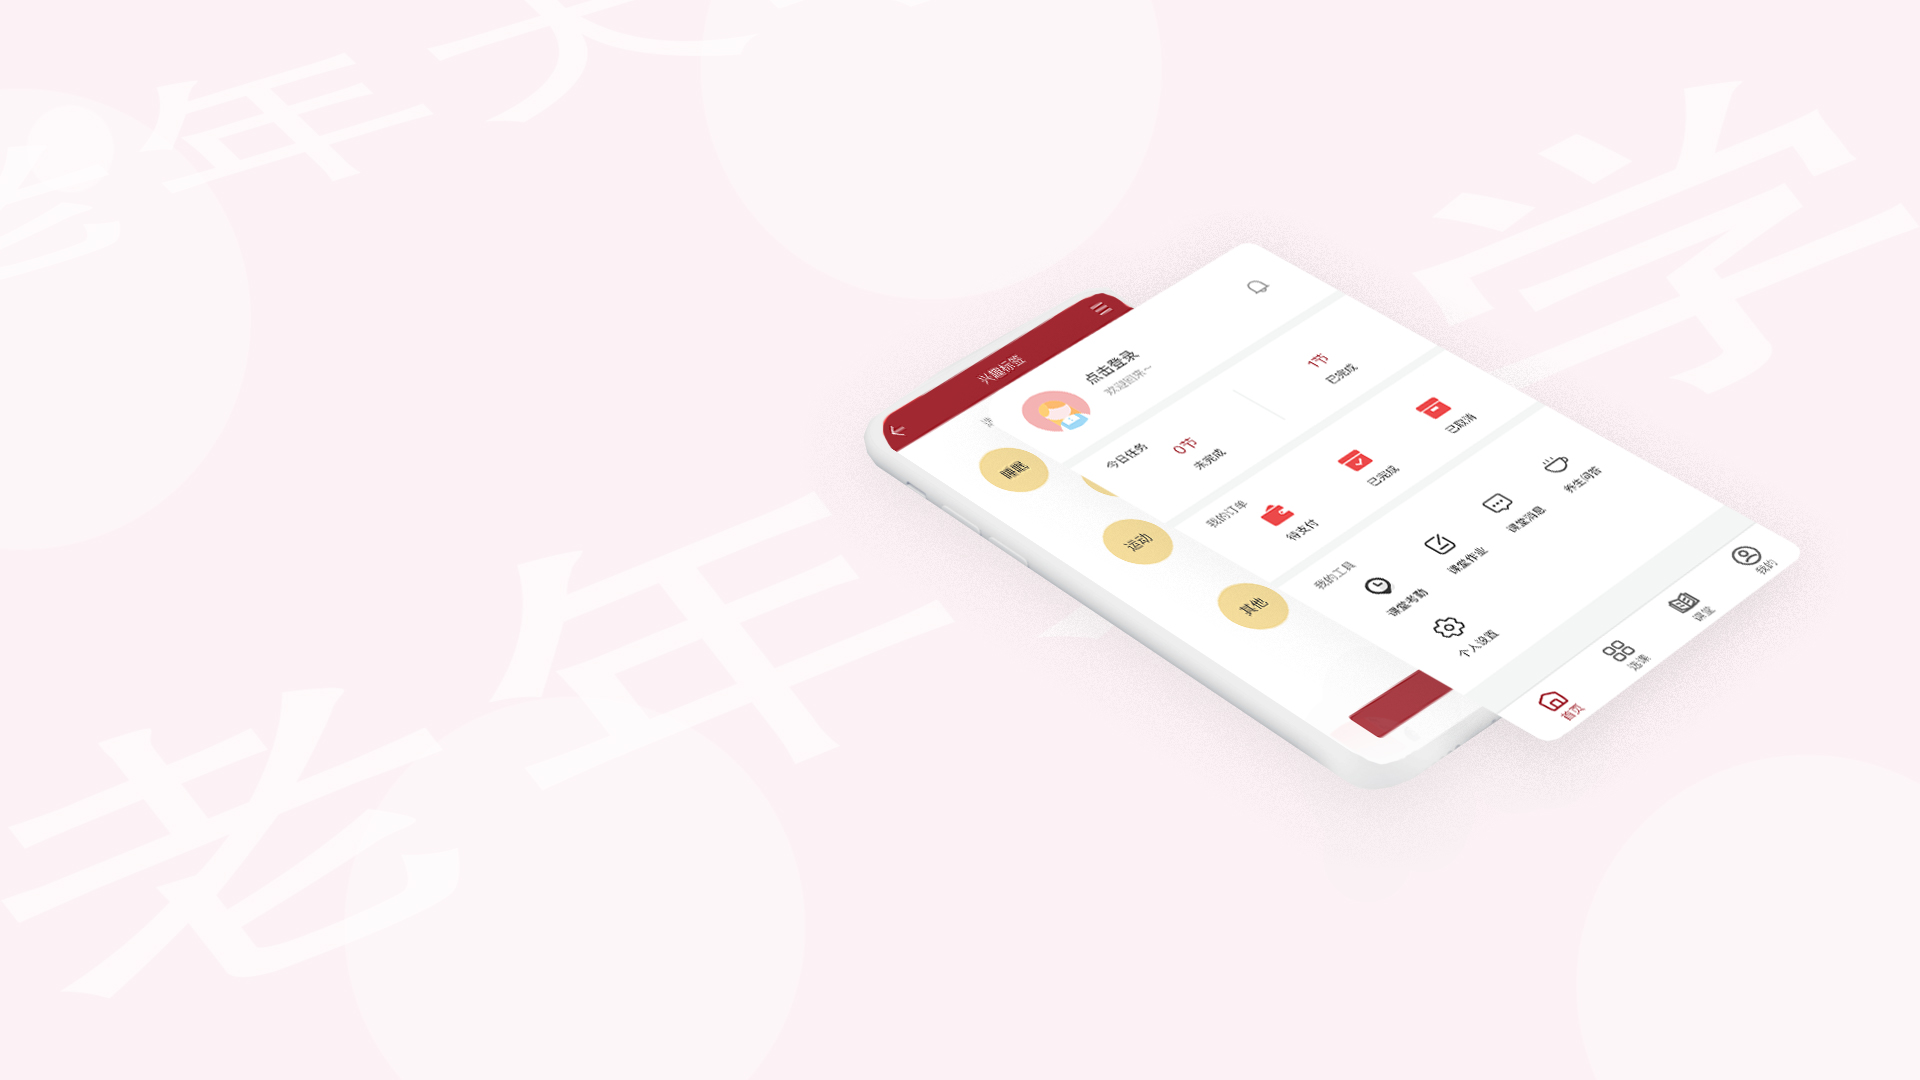 老年大
学
老年
兴趣标签
选
睡眠
运动
其他
点击登录
欢迎回来~
今日任务
0节
未完成
1节
已完成
我的订单
待支付
已完成
已取消
我的工具
课堂考勤
课堂作业
课堂消息
养生问答
个人设置
首页
选课
课堂
我的